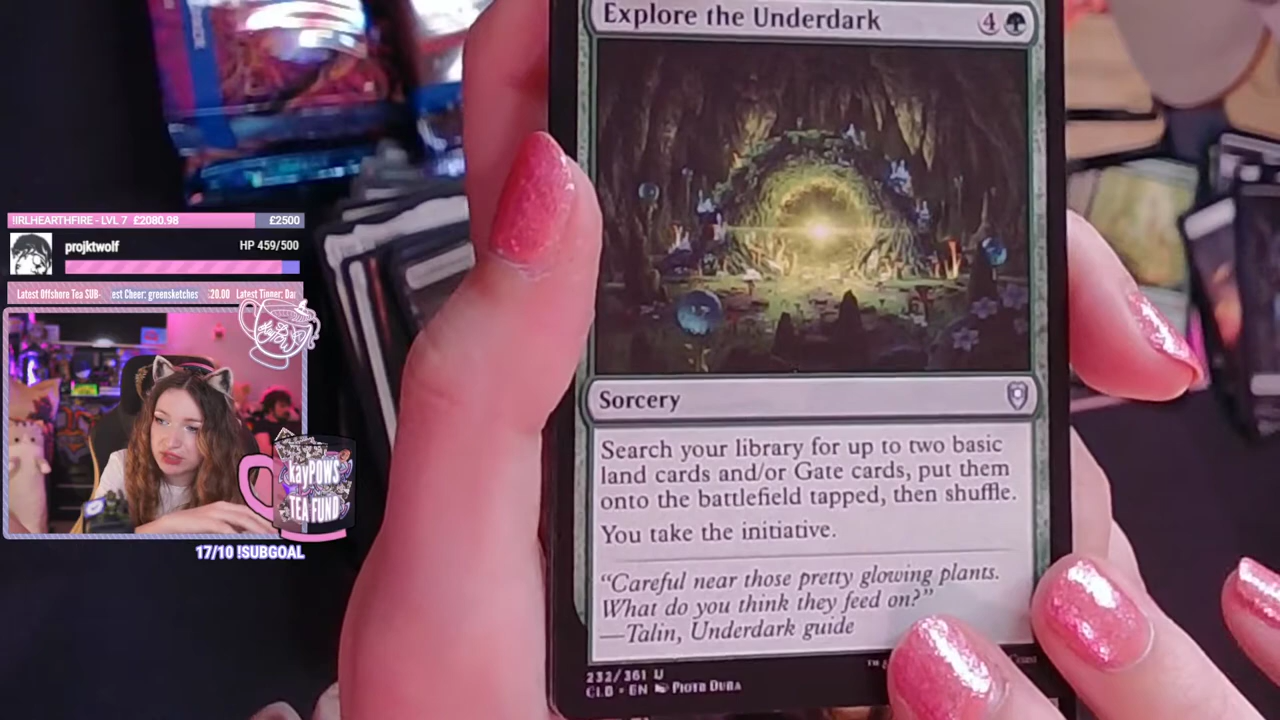 Explore the Underdark 4
Sorcery
Search your library for up to two basic
land cards and/or Gate cards, put them
onto the battlefield tapped, then shuffle.
You take the initiative.
“Careful near those pretty glowing plants.
What do you think they feed on?”
—Talin, Underdark guide
232/361 U
CLB • EN Piotr Dura
™ &
!IRLHEARTHFIRE - LVL 7 £2080.98 £2500
projktwolf HP 459/500
Latest Offshore Tea SUB- est Cheer: greensketches :20.00 Latest Tipper: Da
kayPOWS
TEA FUND
17/10 !SUBGOAL